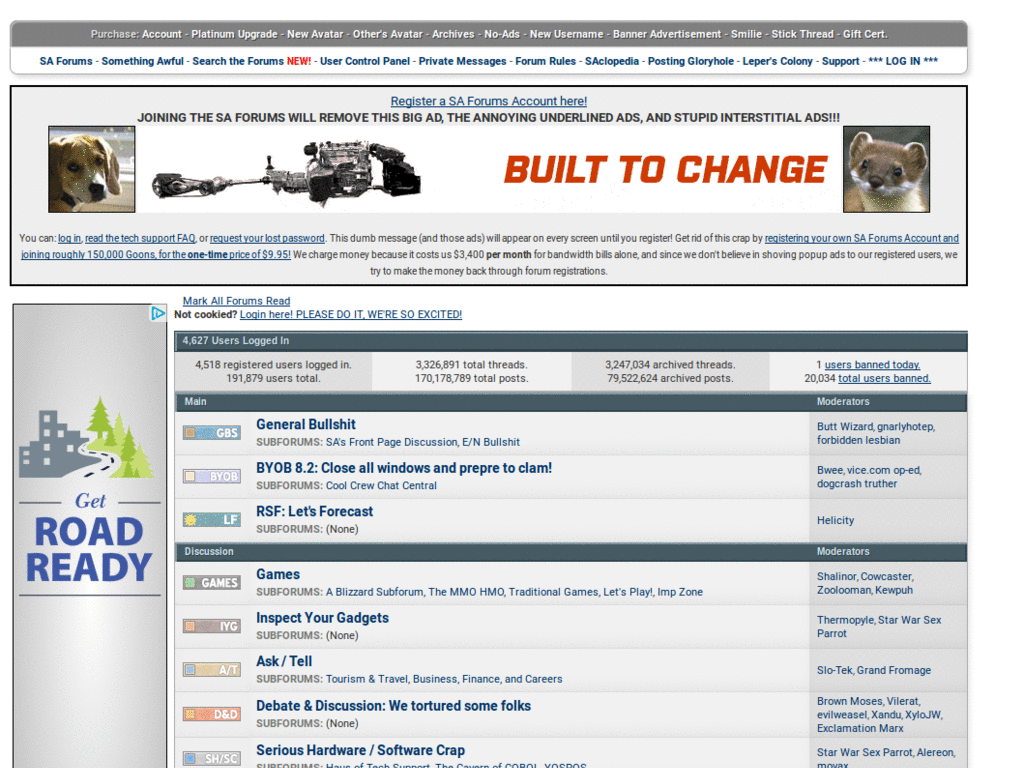 Purchase: Account - Platinum Upgrade - New Avatar - Other's Avatar - Archives - No-Ads - New Username - Banner Advertisement - Smilie - Stick Thread - Gift Cert.
SA Forums - Something Awful - Search the Forums NEW! - User Control Panel - Private Messages - Forum Rules - SAclopedia - Posting Gloryhole - Leper's Colony - Support - *** LOG IN ***
Register a SA Forums Account here!
JOINING THE SA FORUMS WILL REMOVE THIS BIG AD, THE ANNOYING UNDERLINED ADS, AND STUPID INTERSTITIAL ADS!!!
BUILT TO CHANGE
You can: log in, read the tech support FAQ, or request your lost password. This dumb message (and those ads) will appear on every screen until you register! Get rid of this crap by registering your own SA Forums Account and
joining roughly 150,000 Goons, for the one-time price of $9.95! We charge money because it costs us $3,400 per month for bandwidth bills alone, and since we don't believe in shoving popup ads to our registered users, we
try to make the money back through forum registrations.
Mark All Forums Read
Not cookied? Login here! PLEASE DO IT, WE'RE SO EXCITED!
Get
ROAD
READY
4,627 Users Logged In
4,518 registered users logged in.
191,879 users total.
3,326,891 total threads.
170,178,789 total posts.
3,247,034 archived threads.
79,522,624 archived posts.
1 users banned today.
20,034 total users banned.
Main Moderators
GBS
General Bullshit
SUBFORUMS: SA's Front Page Discussion, E/N Bullshit
Butt Wizard, gnarlyhotep,
forbidden lesbian
BYOB
BYOB 8.2: Close all windows and prepre to clam!
SUBFORUMS: Cool Crew Chat Central
Bwee, vice.com op-ed,
dogcrash truther
LF
RSF: Let's Forecast
SUBFORUMS: (None)
Helicity
Discussion Moderators
GAMES
Games
SUBFORUMS: A Blizzard Subforum, The MMO HMO, Traditional Games, Let's Play!, Imp Zone
Shalinor, Cowcaster,
Zoolooman, Kewpuh
IYG
Inspect Your Gadgets
SUBFORUMS: (None)
Thermopyle, Star War Sex
Parrot
A/T
Ask / Tell
SUBFORUMS: Tourism & Travel, Business, Finance, and Careers
Slo-Tek, Grand Fromage
D&D
Debate & Discussion: We tortured some folks
SUBFORUMS: (None)
Brown Moses, Vilerat,
evilweasel, Xandu, XyloJW,
Exclamation Marx
SH/SC
Serious Hardware / Software Crap
SUBFORUMS: Haus of Tech Support, The Cavern of COBOL, YOSPOS
Star War Sex Parrot, Alereon,
movax